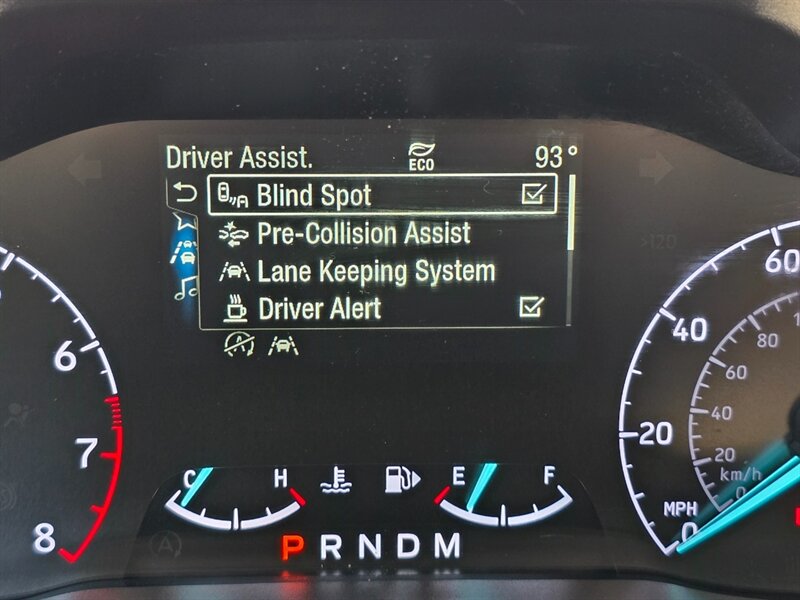 Driver Assist.
ECO
93°
Blind Spot
Pre-Collision Assist
Lane Keeping System
Driver Alert
6
7
8
C H
E F
P R N D M
>120
60
40
20
0
MPH
80
60
40
20
0
km/h